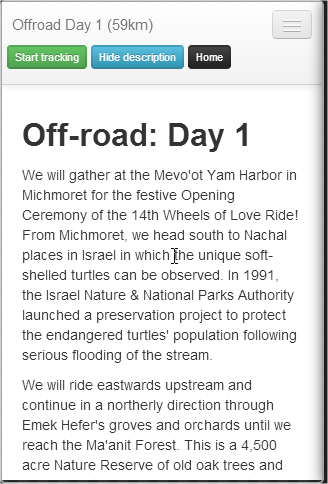 Offroad Day 1 (59km)
Start tracking Hide description Home
Off-road: Day 1
We will gather at the Mevo'ot Yam Harbor in
Michmoret for the festive Opening
Ceremony of the 14th Wheels of Love Ride!
From Michmoret, we head south to Nachal
places in Israel in which the unique soft-
shelled turtles can be observed. In 1991,
the Israel Nature & National Parks Authority
launched a preservation project to protect
the endangered turtles' population following
serious flooding of the stream.
We will ride eastwards upstream and
continue in a northerly direction through
Emek Hefer's groves and orchards until we
reach the Ma'anit Forest. This is a 4,500
acre Nature Reserve of old oak trees and